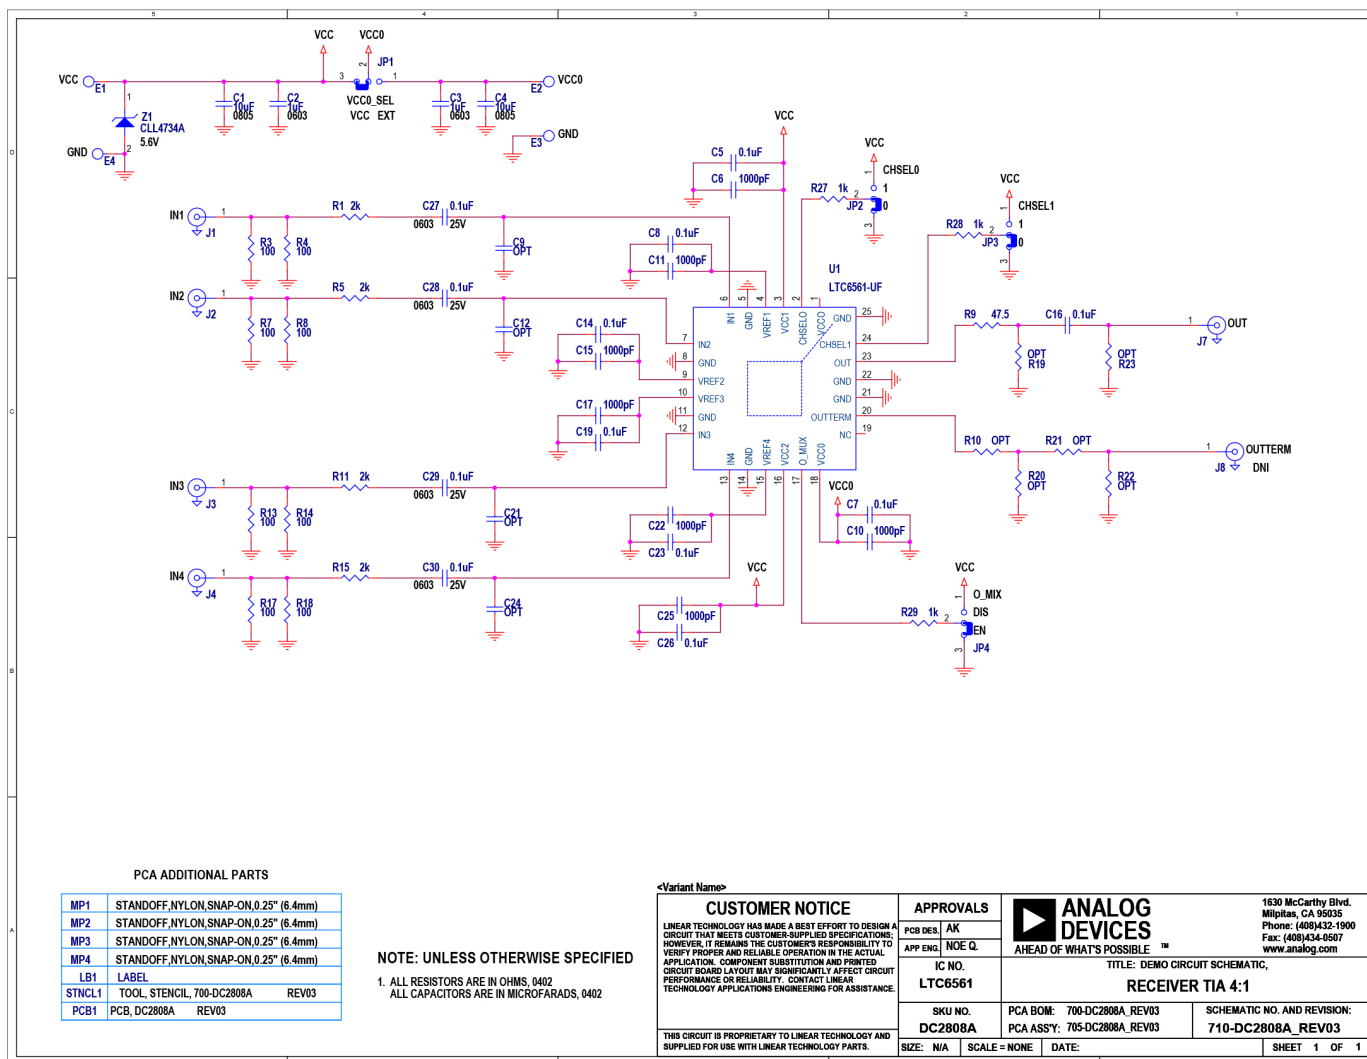 5
4
3
2
1
D
C
B
A
VCC
E1
VCC
VCC0
JP1
3
2
1
VCC0_SEL
VCC EXT
E2
VCC0
E3
GND
1
Z1
CLL4734A
5.6V
2
GND
E4
C1
10uF
0805
C2
1uF
0603
C3
1uF
0603
C4
10uF
0805
VCC
C5 0.1uF
C6 1000pF
IN1
1
J1
R3
100
R4
100
R1 2k
C27 0.1uF
0603 25V
C9
OPT
IN2
1
J2
R7
100
R8
100
R5 2k
C28 0.1uF
0603 25V
C12
OPT
C8 0.1uF
C11 1000pF
C14 0.1uF
C15 1000pF
C17 1000pF
C19 0.1uF
IN3
1
J3
R13
100
R14
100
R11 2k
C29 0.1uF
0603 25V
C21
OPT
IN4
1
J4
R17
100
R18
100
R15 2k
C30 0.1uF
0603 25V
C24
OPT
C22 1000pF
C23 0.1uF
C25 1000pF
C26 0.1uF
VCC
VCC0
C7 0.1uF
C10 1000pF
U1
LTC6561-UF
6
5
4
3
2
1
IN1
GND
VREF1
VCC1
CHSELO
VCCO
7
IN2
8
GND
9
VREF2
10
VREF3
11
GND
12
IN3
IN4
GND
VREF4
VCC2
O_MUX
VCC0
13
14
15
16
17
18
GND
25
CHSEL1
24
OUT
23
GND
22
GND
21
OUTTERM
20
NC
19
VCC
1
CHSEL0
R27 1k
2
1
JP2
0
3
VCC
1
CHSEL1
R28 1k
2
1
JP3
0
3
R9 47.5
C16 0.1uF
OPT
R19
OPT
R23
1
OUT
J7
R10 OPT
R21 OPT
R20
OPT
R22
OPT
1
OUTTERM
J8
DNI
VCC
1
O_MIX
DIS
R29 1k
2
EN
3
JP4
PCA ADDITIONAL PARTS
MP1 STANDOFF,NYLON,SNAP-ON,0.25" (6.4mm)
MP2 STANDOFF,NYLON,SNAP-ON,0.25" (6.4mm)
MP3 STANDOFF,NYLON,SNAP-ON,0.25" (6.4mm)
MP4 STANDOFF,NYLON,SNAP-ON,0.25" (6.4mm)
LB1 LABEL
STNCL1 TOOL, STENCIL, 700-DC2808A REV03
PCB1 PCB, DC2808A REV03
NOTE: UNLESS OTHERWISE SPECIFIED
1. ALL RESISTORS ARE IN OHMS, 0402
ALL CAPACITORS ARE IN MICROFARADS, 0402
<Variant Name>
CUSTOMER NOTICE
LINEAR TECHNOLOGY HAS MADE A BEST EFFORT TO DESIGN A
CIRCUIT THAT MEETS CUSTOMER-SUPPLIED SPECIFICATIONS;
HOWEVER, IT REMAINS THE CUSTOMER'S RESPONSIBILITY TO
VERIFY PROPER AND RELIABLE OPERATION IN THE ACTUAL
APPLICATION. COMPONENT SUBSTITUTION AND PRINTED
CIRCUIT BOARD LAYOUT MAY SIGNIFICANTLY AFFECT CIRCUIT
PERFORMANCE OR RELIABILITY. CONTACT LINEAR
TECHNOLOGY APPLICATIONS ENGINEERING FOR ASSISTANCE.
THIS CIRCUIT IS PROPRIETARY TO LINEAR TECHNOLOGY AND
SUPPLIED FOR USE WITH LINEAR TECHNOLOGY PARTS.
APPROVALS
PCB DES. AK
APP ENG. NOE Q.
IC NO.
LTC6561
SKU NO.
DC2808A
ANALOG
DEVICES
AHEAD OF WHAT'S POSSIBLE ™
1630 McCarthy Blvd.
Milpitas, CA 95035
Phone: (408)432-1900
Fax: (408)434-0507
www.analog.com
TITLE: DEMO CIRCUIT SCHEMATIC,
RECEIVER TIA 4:1
PCA BOM: 700-DC2808A_REV03
PCA ASS'Y: 705-DC2808A_REV03
SCHEMATIC NO. AND REVISION:
710-DC2808A_REV03
SIZE: N/A
SCALE = NONE
DATE:
SHEET 1 OF 1